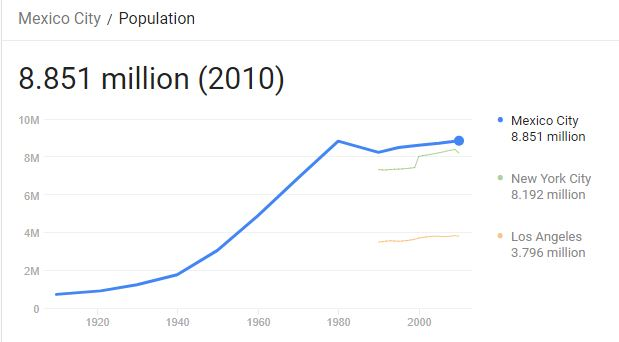 Mexico City / Population
8.851 million (2010)
10M
8M
6M
4M
2M
0
1920
1940
1960
1980
2000
Mexico City
8.851 million
New York City
8.192 million
Los Angeles
3.796 million